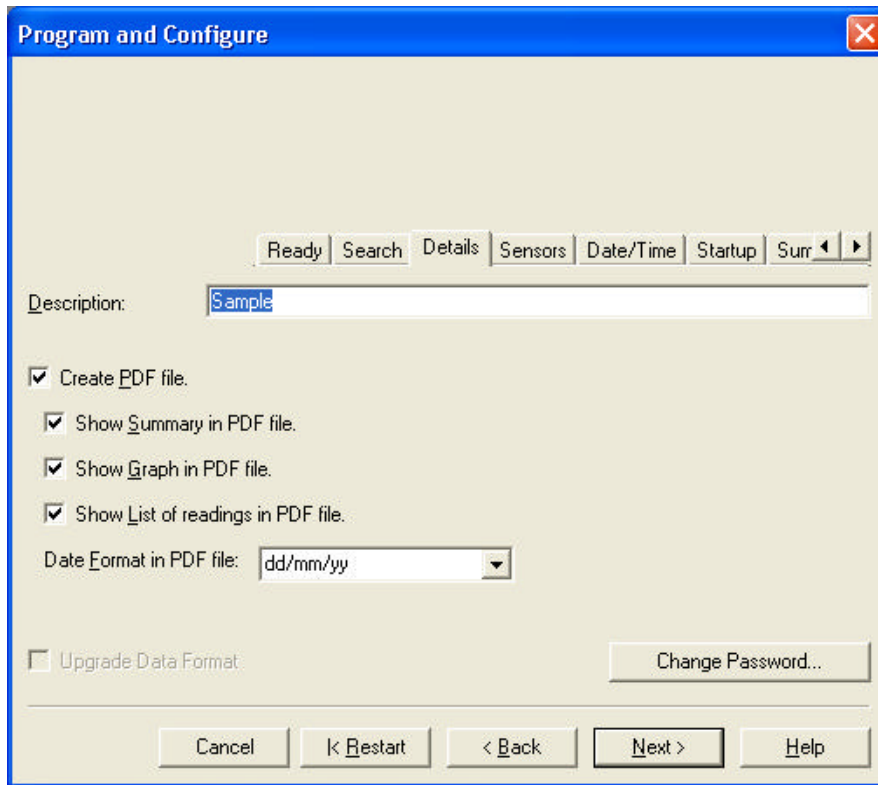 Program and Configure
Ready Search Details Sensors Date/Time Startup Sum
Description: Sample
Create PDF file.
Show Summary in PDF file.
Show Graph in PDF file.
Show List of readings in PDF file.
Date Format in PDF file: dd/mm/yy
Upgrade Data Format Change Password...
Cancel |< Restart < Back Next > Help